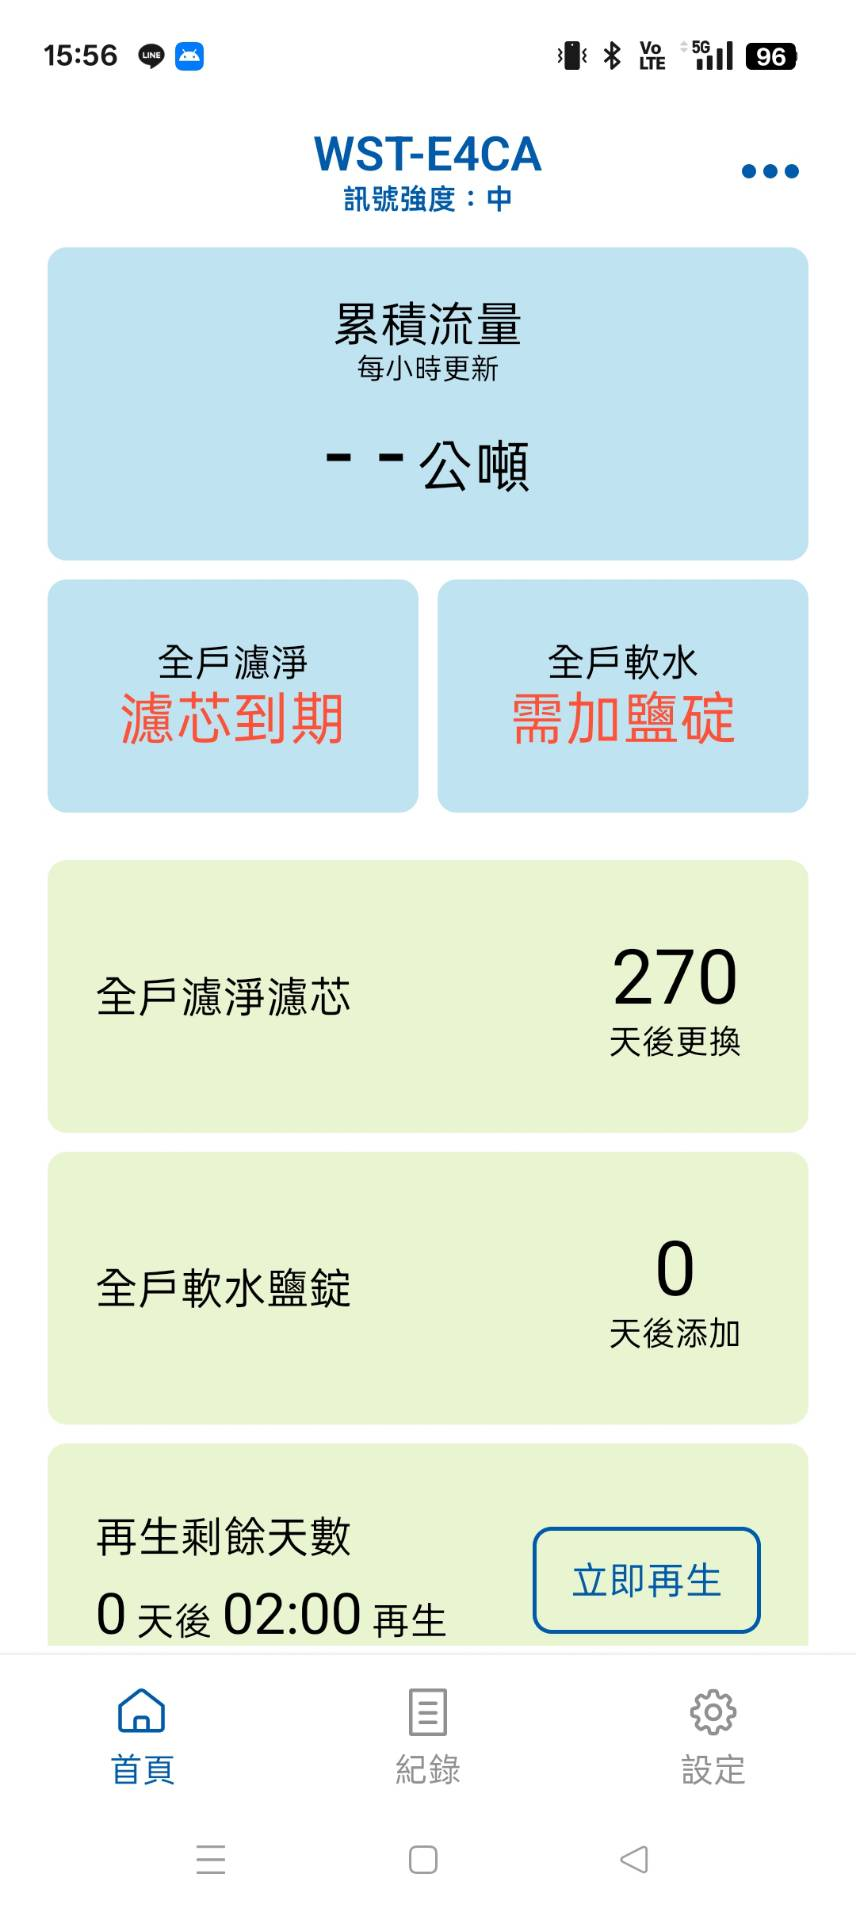 15:56 LINE Vo LTE 5G 96
WST-E4CA
訊號強度：中
累積流量
每小時更新
- - 公噸
全戶濾淨
濾芯到期
全戶軟水
需加鹽碇
全戶濾淨濾芯
270
天後更換
全戶軟水鹽錠
0
天後添加
再生剩餘天數
0 天後 02:00 再生
立即再生
首頁
紀錄
設定